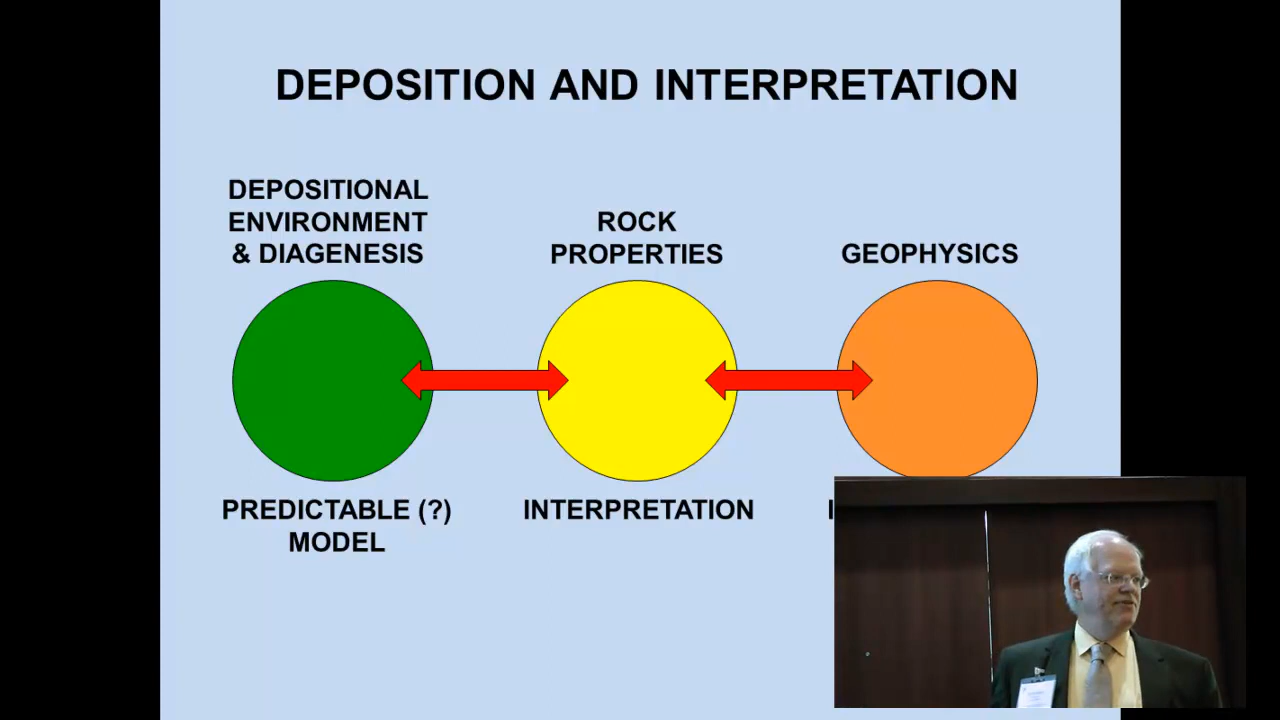 DEPOSITION AND INTERPRETATION
DEPOSITIONAL
ENVIRONMENT
& DIAGENESIS
ROCK
PROPERTIES
GEOPHYSICS
PREDICTABLE (?)
MODEL
INTERPRETATION